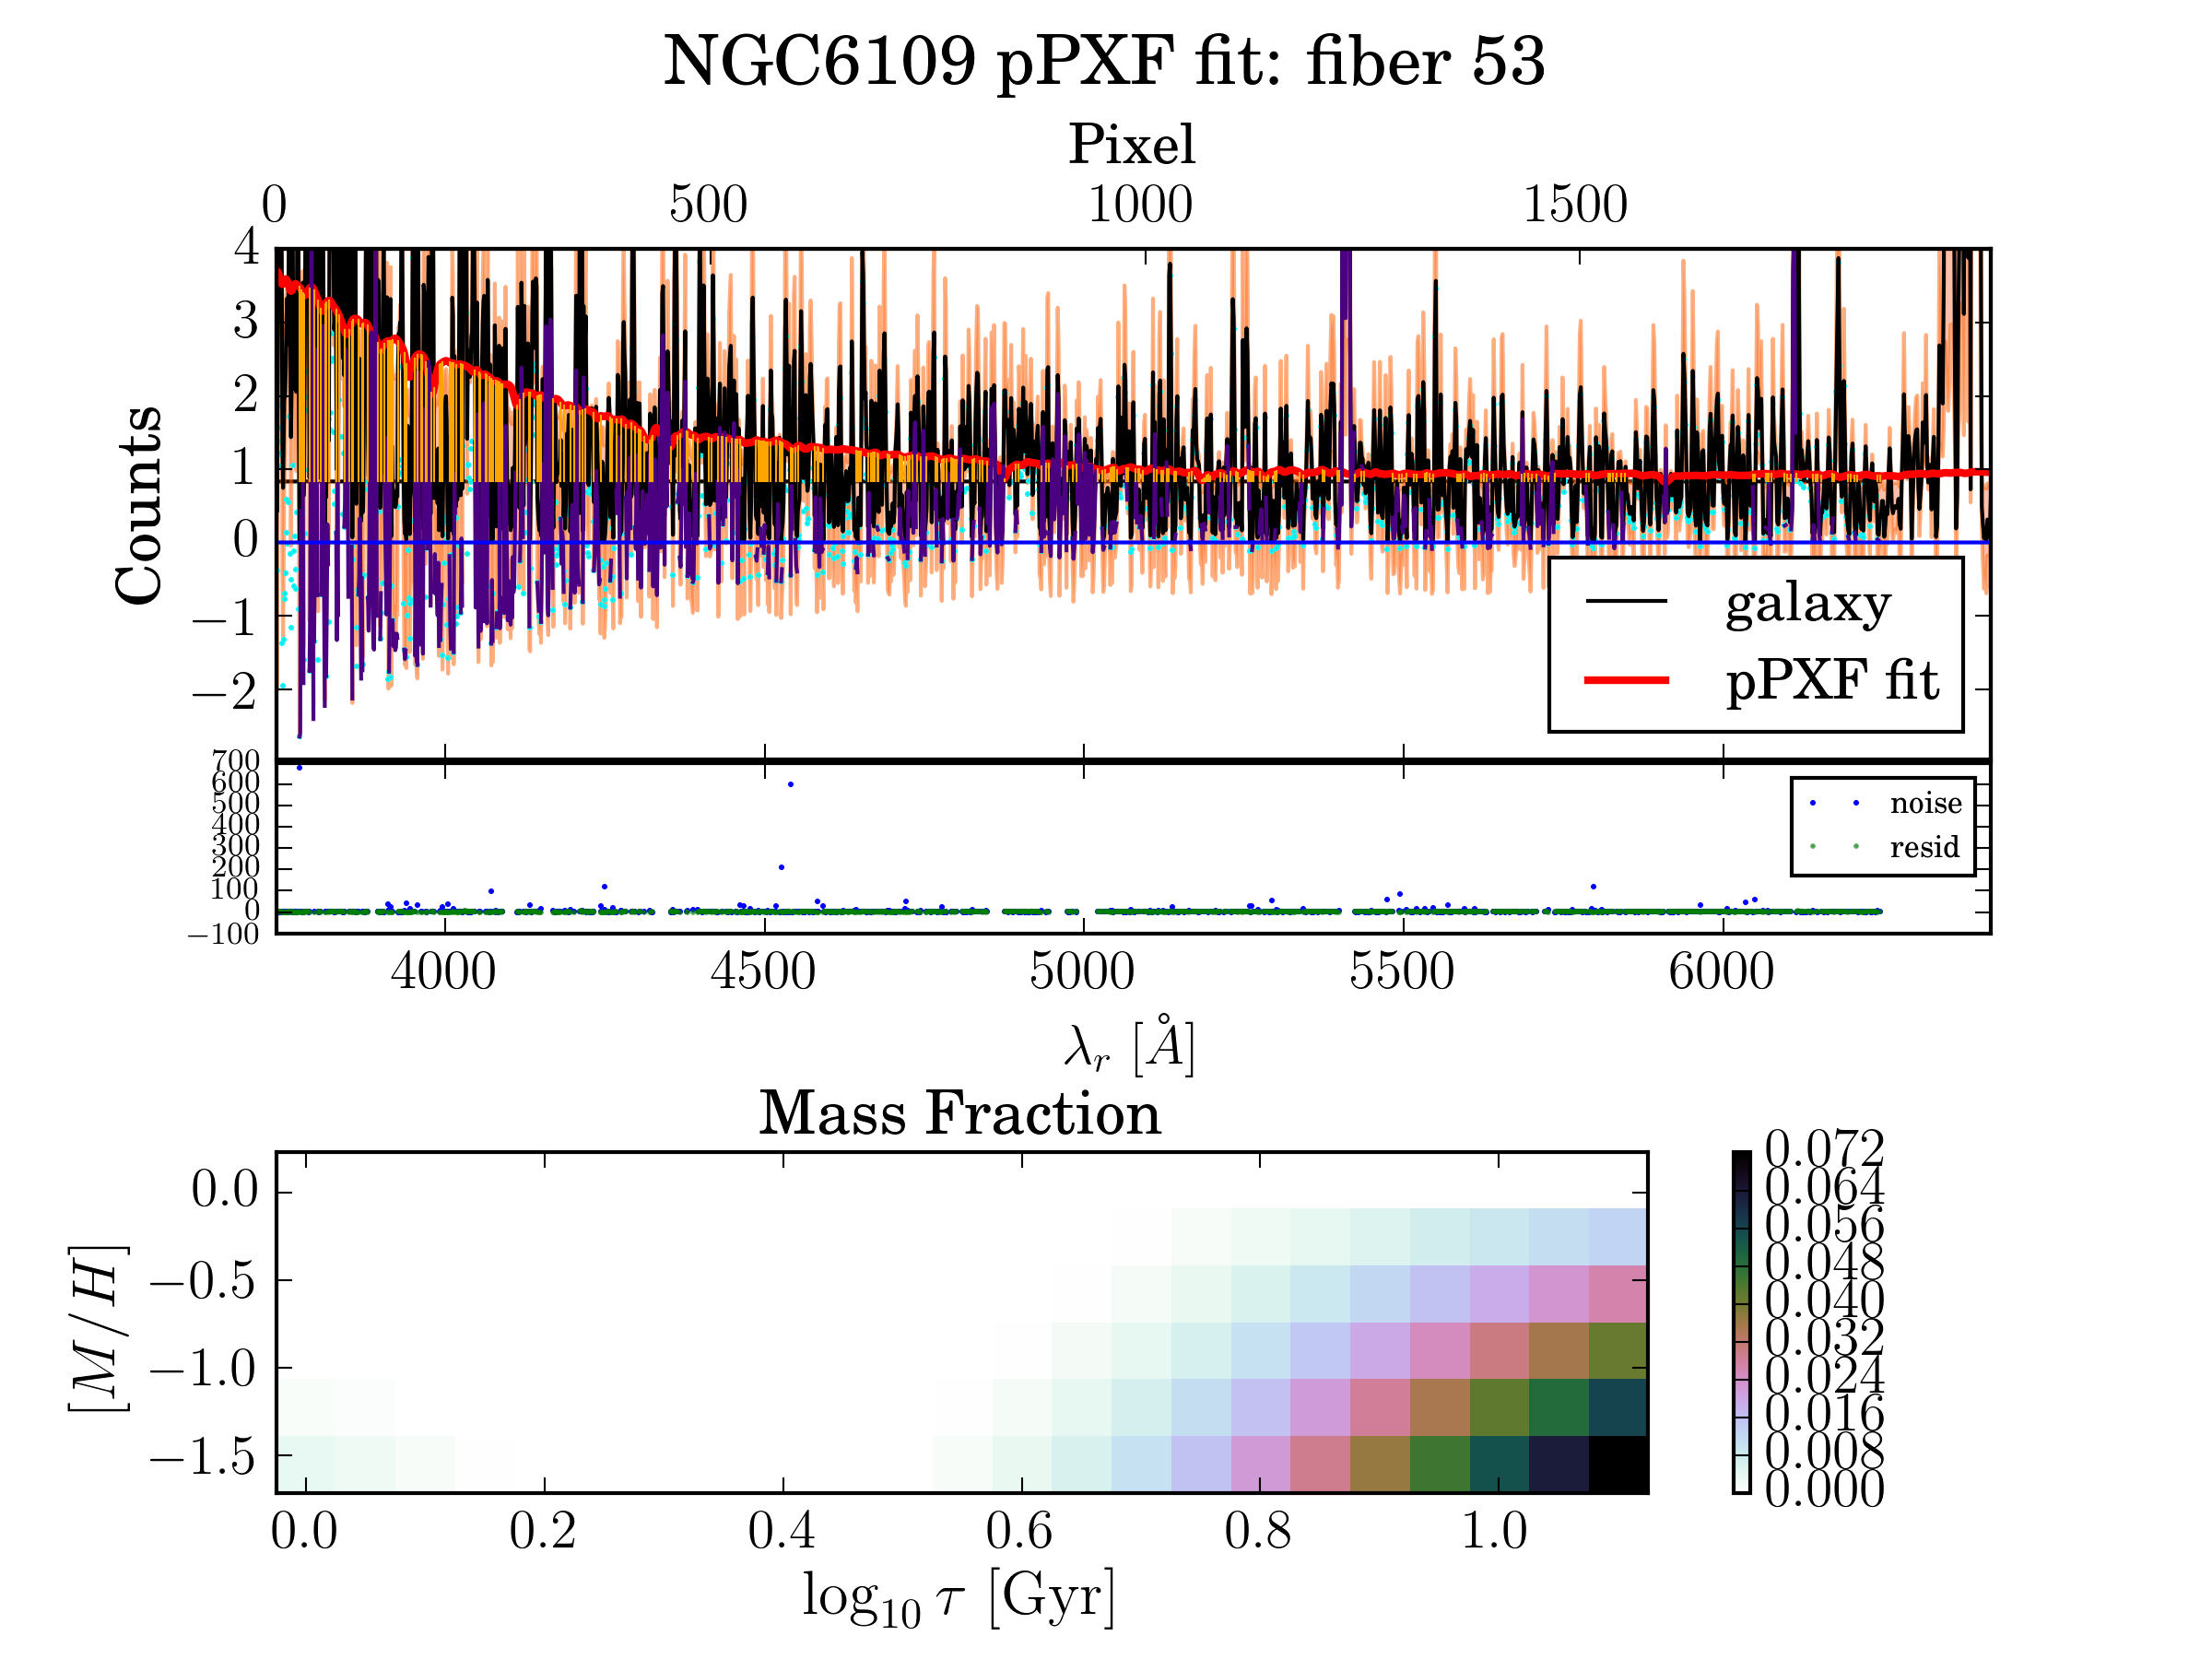 NGC6109 pPXF fit: fiber 53
Pixel
0 500 1000 1500
4
3
2
1
0
−1
−2
Counts
galaxy
pPXF fit
700
600
500
400
300
200
100
0
−100
noise
resid
4000 4500 5000 5500 6000
λr [Å]
Mass Fraction
0.0
−0.5
−1.0
−1.5
[M/H]
0.0 0.2 0.4 0.6 0.8 1.0
log10 τ [Gyr]
0.072
0.064
0.056
0.048
0.040
0.032
0.024
0.016
0.008
0.000